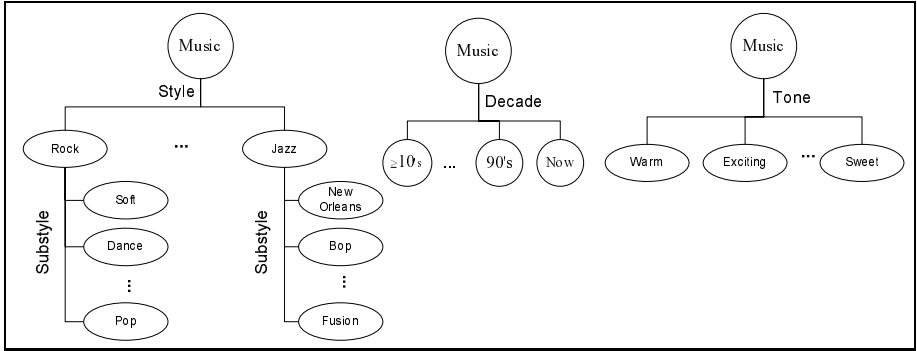 Music
Music
Music
Style
Decade
Tone
Rock
...
Jazz
≥10's
...
90's
Now
Warm
Exciting
...
Sweet
Substyle
Soft
Dance
...
Pop
Substyle
New
Orleans
Bop
...
Fusion